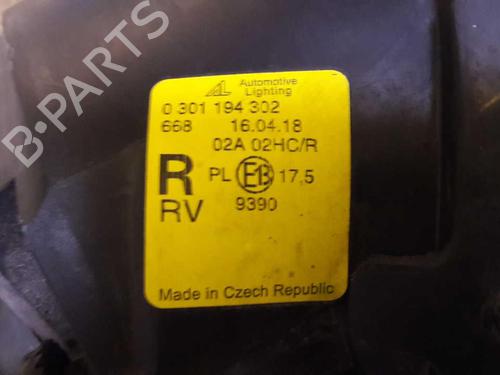 Automotive
Lighting
0 301 194 302
668 16.04.18
02A 02HC/R
R PL E13 17,5
RV 9390
Made in Czech Republic
B-PARTS